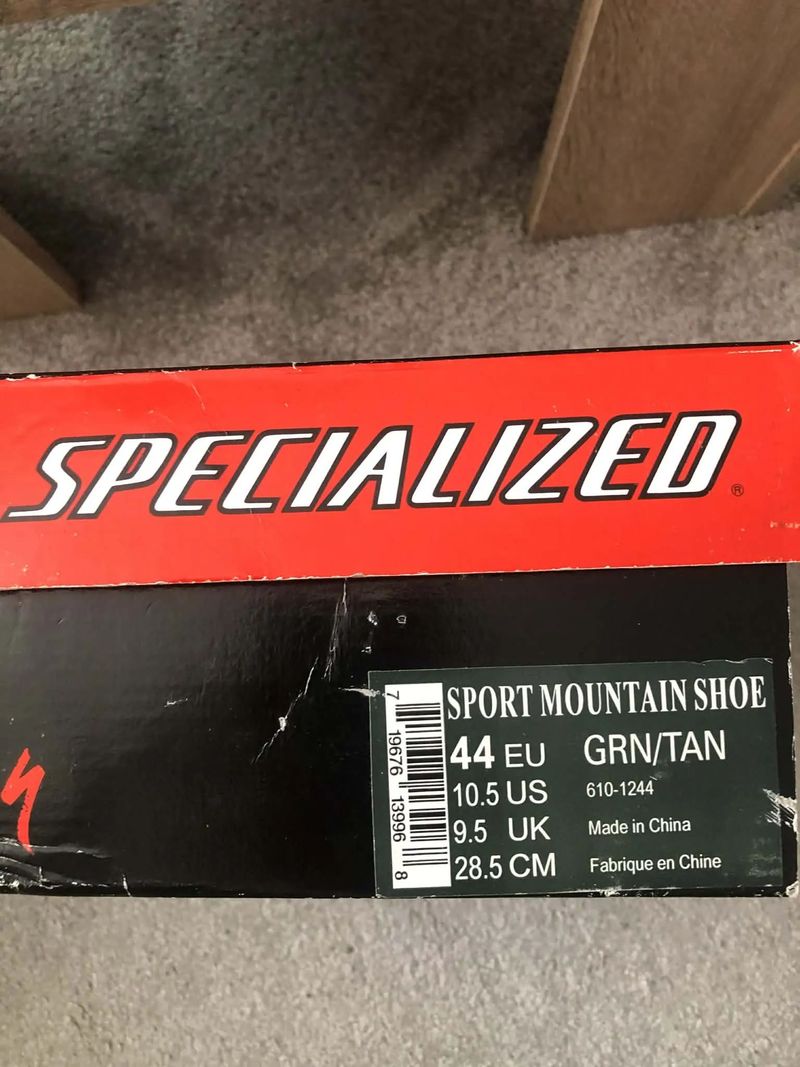 SPECIALIZED®
SPORT MOUNTAIN SHOE
44 EU GRN/TAN
10.5 US 610-1244
9.5 UK Made in China
28.5 CM Fabrique en Chine
7 19676 13996 8